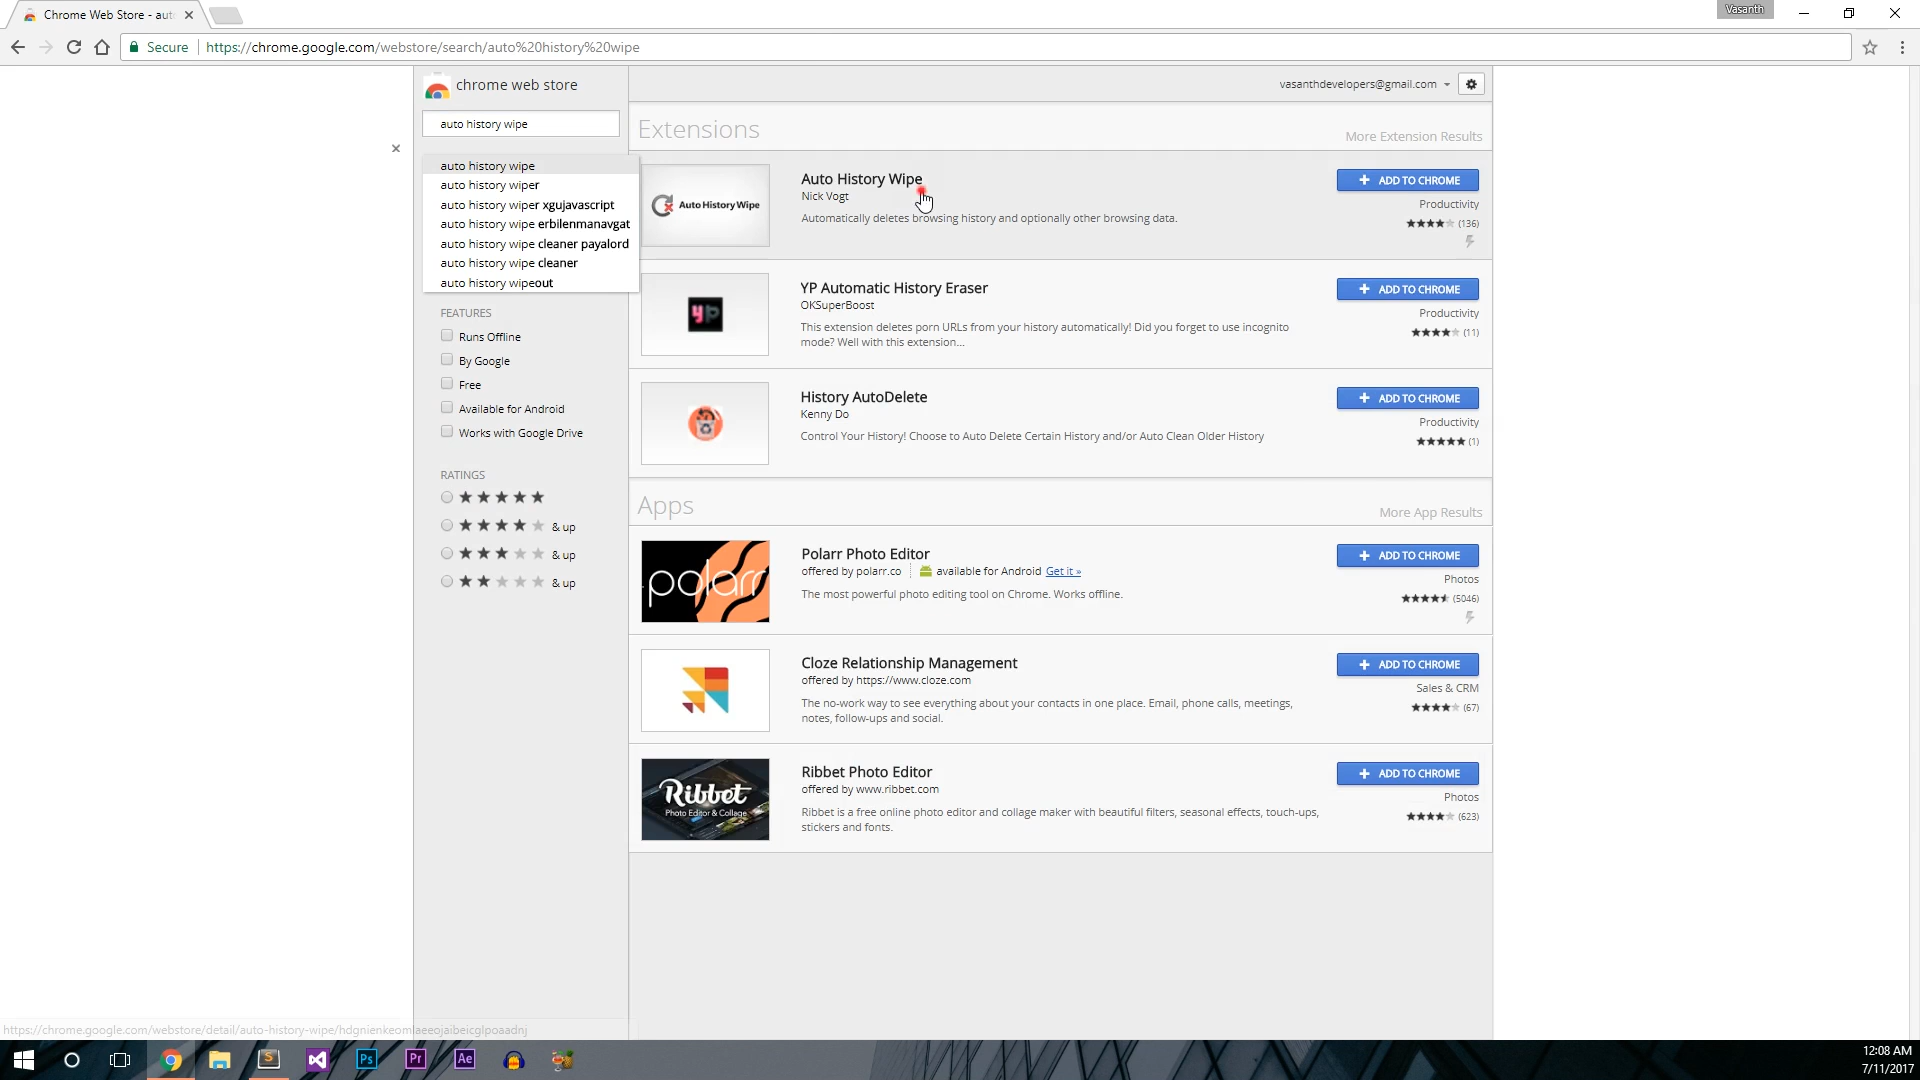 Chrome Web Store - aut
Vasanth
Secure
https://chrome.google.com/webstore/search/auto%20history%20wipe
chrome web store
vasanthdevelopers@gmail.com
auto history wipe
auto history wipe
auto history wiper
auto history wiper xgujavascript
auto history wipe erbilenmanavgat
auto history wipe cleaner payalord
auto history wipe cleaner
auto history wipeout
FEATURES
Runs Offline
By Google
Free
Available for Android
Works with Google Drive
RATINGS
& up
& up
& up
Extensions
More Extension Results
Auto History Wipe
Auto History Wipe
Nick Vogt
Automatically deletes browsing history and optionally other browsing data.
ADD TO CHROME
Productivity
(136)
yp
YP Automatic History Eraser
OKSuperBoost
This extension deletes porn URLs from your history automatically! Did you forget to use incognito
mode? Well with this extension...
ADD TO CHROME
Productivity
(11)
History AutoDelete
Kenny Do
Control Your History! Choose to Auto Delete Certain History and/or Auto Clean Older History
ADD TO CHROME
Productivity
(1)
Apps
More App Results
polarr
Polarr Photo Editor
offered by polarr.co
available for Android Get it »
The most powerful photo editing tool on Chrome. Works offline.
ADD TO CHROME
Photos
(5046)
Cloze Relationship Management
offered by https://www.cloze.com
The no-work way to see everything about your contacts in one place. Email, phone calls, meetings,
notes, follow-ups and social.
ADD TO CHROME
Sales & CRM
(67)
Ribbet
Photo Editor & Collage
Ribbet Photo Editor
offered by www.ribbet.com
Ribbet is a free online photo editor and collage maker with beautiful filters, seasonal effects, touch-ups,
stickers and fonts.
ADD TO CHROME
Photos
(623)
S
Ps
Pr
Ae
12:08 AM
7/11/2017